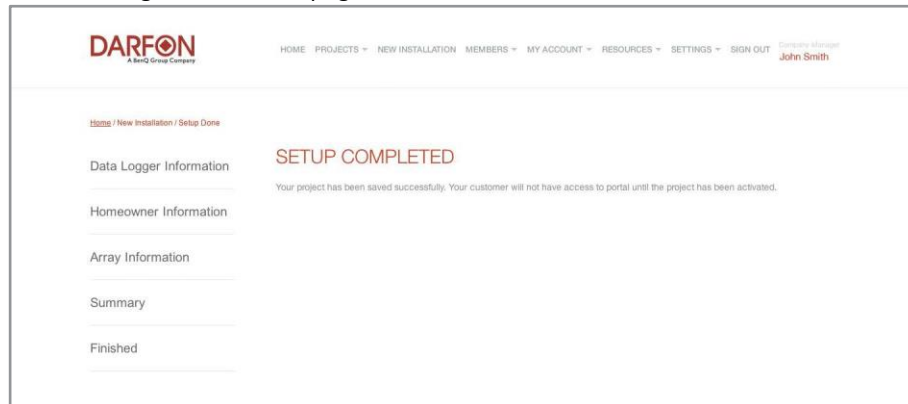 DARFON
A BenQ Group Company
HOME PROJECTS NEW INSTALLATION MEMBERS MY ACCOUNT RESOURCES SETTINGS SIGN OUT
Company Manager
John Smith
Home / New Installation / Setup Done
Data Logger Information
Homeowner Information
Array Information
Summary
Finished
SETUP COMPLETED
Your project has been saved successfully. Your customer will not have access to portal until the project has been activated.